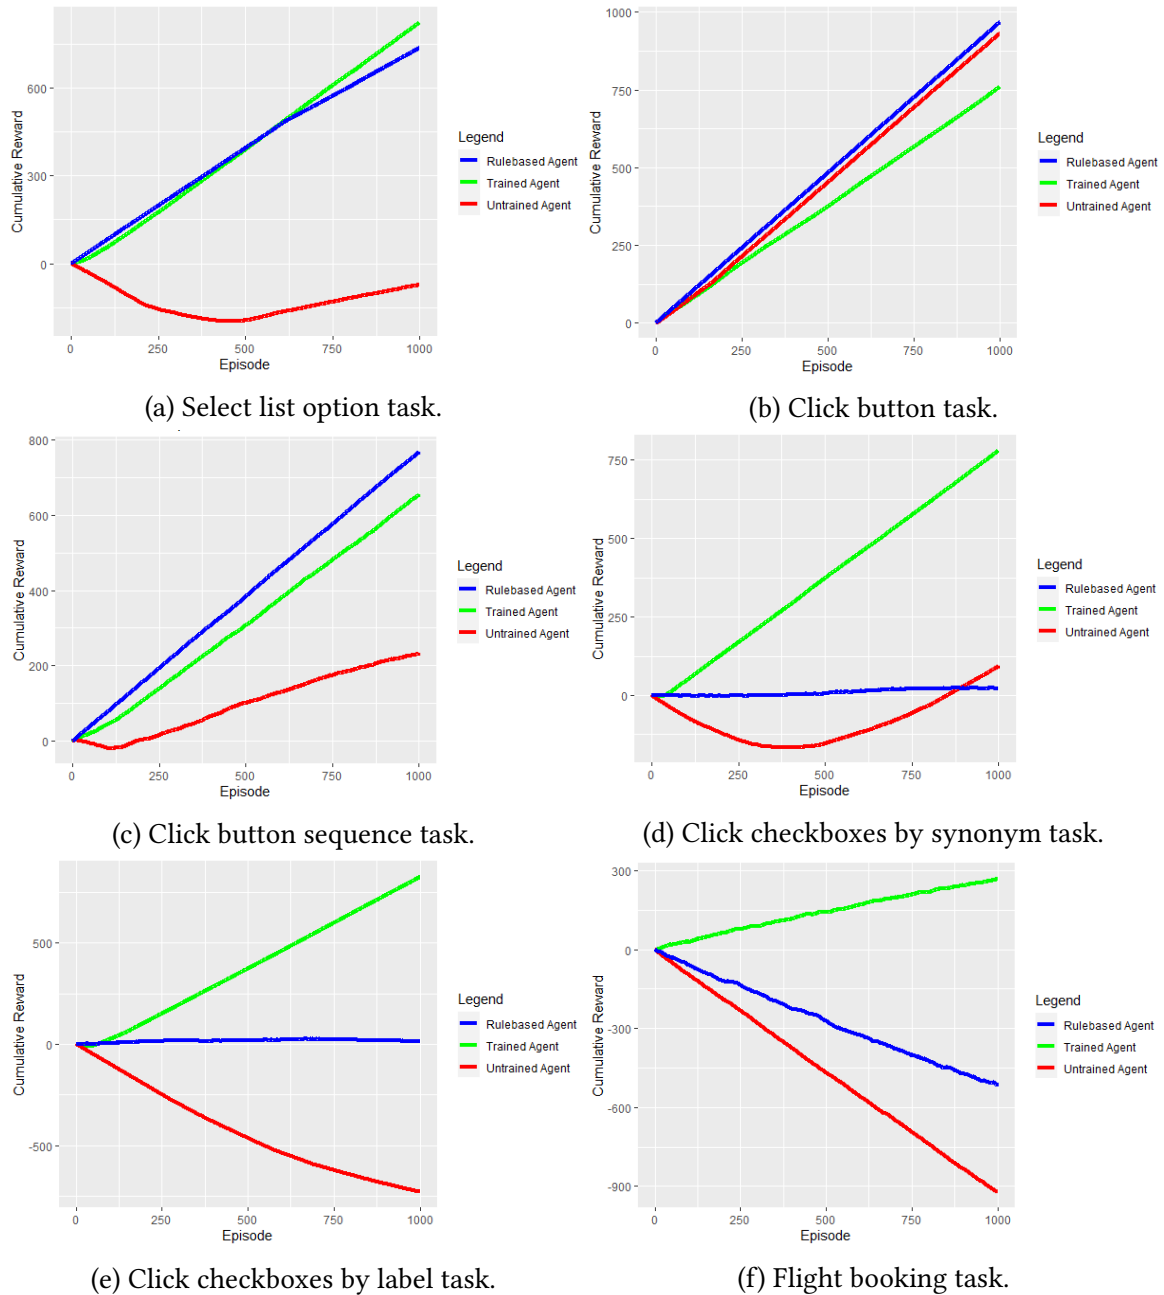 Cumulative Reward
600
300
0
0
250
500
750
1000
Episode
Legend
Rulebased Agent
Trained Agent
Untrained Agent
(a) Select list option task.
Cumulative Reward
1000
750
500
250
0
0
250
500
750
1000
Episode
Legend
Rulebased Agent
Trained Agent
Untrained Agent
(b) Click button task.
Cumulative Reward
800
600
400
200
0
0
250
500
750
1000
Episode
Legend
Rulebased Agent
Trained Agent
Untrained Agent
(c) Click button sequence task.
Cumulative Reward
750
500
250
0
0
250
500
750
1000
Episode
Legend
Rulebased Agent
Trained Agent
Untrained Agent
(d) Click checkboxes by synonym task.
Cumulative Reward
500
0
-500
0
250
500
750
1000
Episode
Legend
Rulebased Agent
Trained Agent
Untrained Agent
(e) Click checkboxes by label task.
Cumulative Reward
300
0
-300
-600
-900
0
250
500
750
1000
Episode
Legend
Rulebased Agent
Trained Agent
Untrained Agent
(f) Flight booking task.